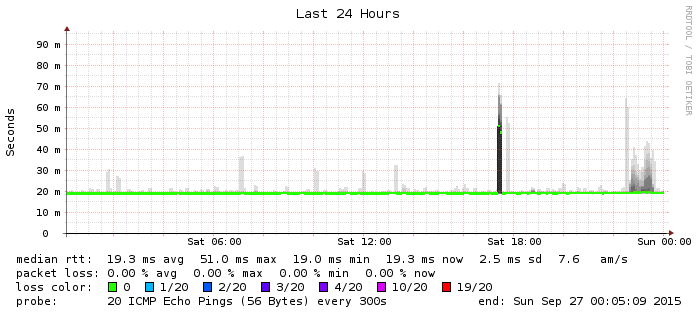 Last 24 Hours
RRDTOOL / TOBI OETIKER
Seconds
90 m
80 m
70 m
60 m
50 m
40 m
30 m
20 m
10 m
0
Sat 06:00 Sat 12:00 Sat 18:00 Sun 00:00
median rtt: 19.3 ms avg 51.0 ms max 19.0 ms min 19.3 ms now 2.5 ms sd 7.6 am/s
packet loss: 0.00 % avg 0.00 % max 0.00 % min 0.00 % now
loss color: 0 1/20 2/20 3/20 4/20 10/20 19/20
probe: 20 ICMP Echo Pings (56 Bytes) every 300s end: Sun Sep 27 00:05:09 2015